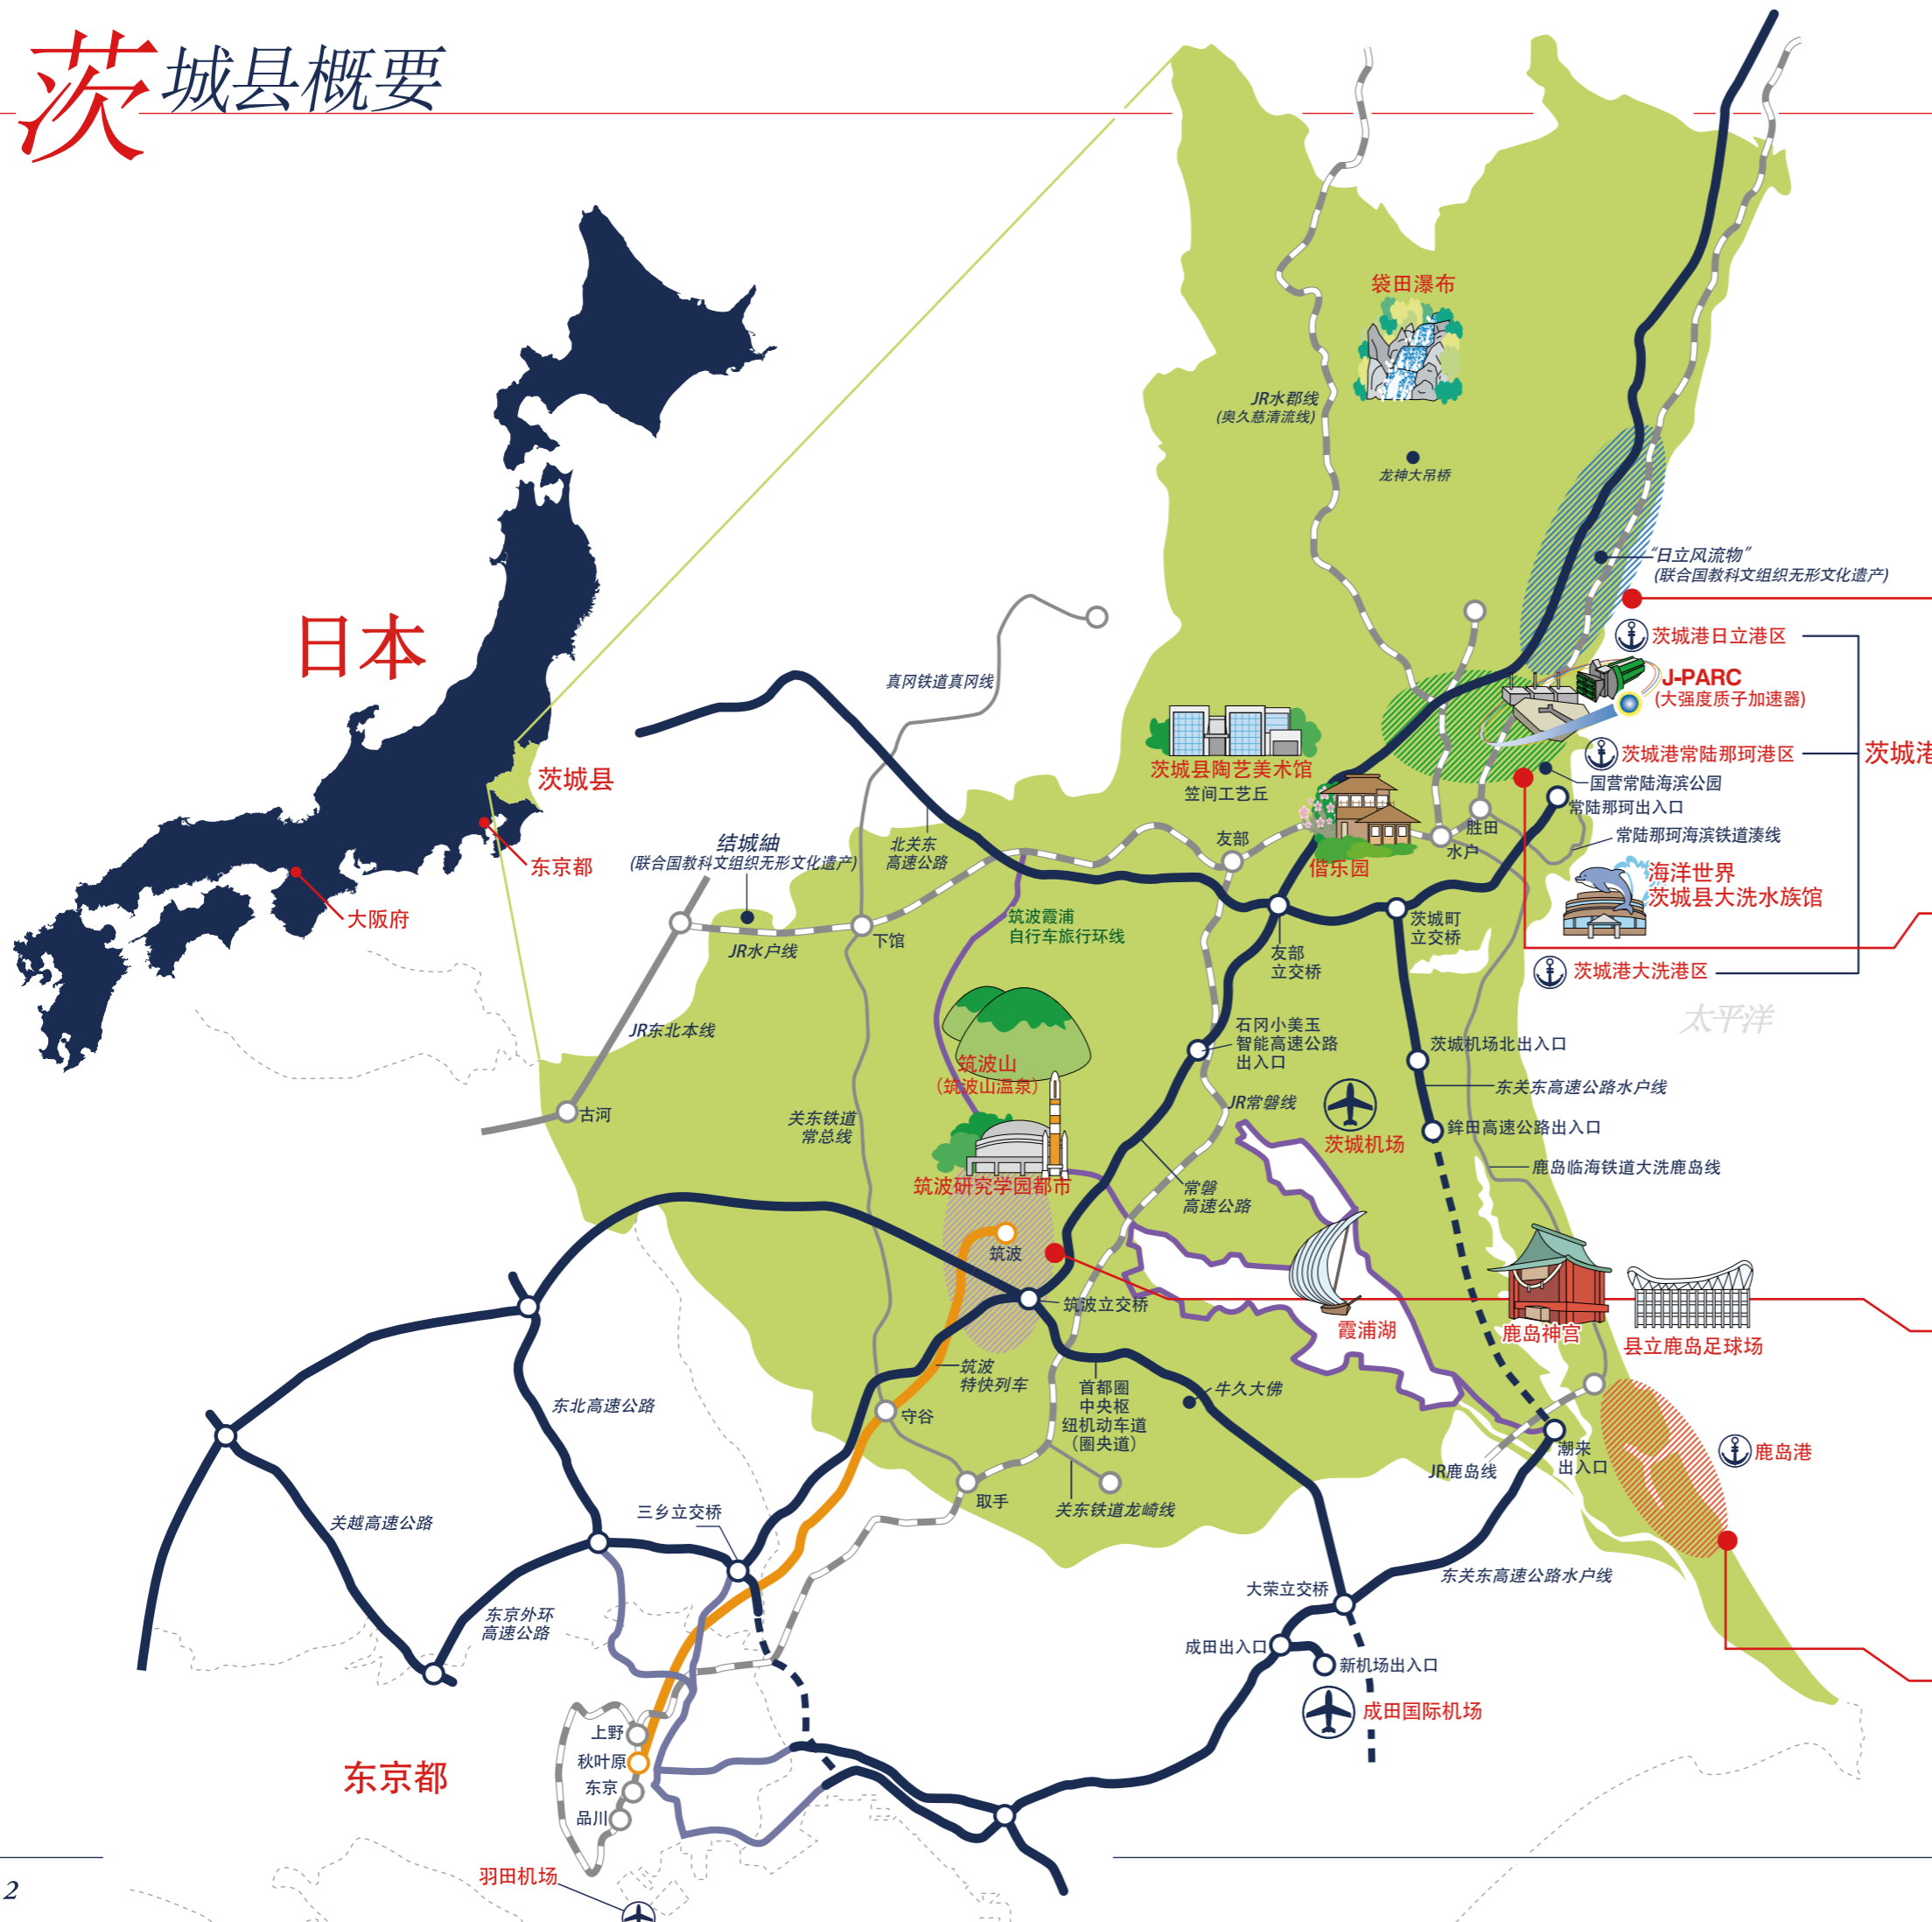 茨城县概要
日本
茨城县
东京都
大阪府
袋田瀑布
JR水郡线
(奥久慈清流线)
龙神大吊桥
“日立风流物”
(联合国教科文组织无形文化遗产)
茨城港日立港区
J-PARC
(大强度质子加速器)
茨城港常陆那珂港区
茨城港
国营常陆海滨公园
常陆那珂出入口
常陆那珂海滨铁道湊线
海洋世界
茨城县大洗水族馆
茨城港大洗港区
太平洋
真冈铁道真冈线
茨城县陶艺美术馆
笠间工艺丘
偕乐园
友部
水户
胜田
北关东
高速公路
结城紬
(联合国教科文组织无形文化遗产)
下馆
JR水户线
筑波霞浦
自行车旅行环线
友部
立交桥
茨城町
立交桥
JR东北本线
古河
筑波山
(筑波山温泉)
石冈小美玉
智能高速公路
出入口
茨城机场北出入口
东关东高速公路水户线
JR常磐线
茨城机场
鉾田高速公路出入口
关东铁道
常总线
鹿岛临海铁道大洗鹿岛线
筑波研究学园都市
常磐
高速公路
筑波
筑波立交桥
霞浦湖
鹿岛神宫
县立鹿岛足球场
筑波
特快列车
首都圈
中央枢
纽机动车道
(圈央道)
牛久大佛
守谷
东北高速公路
取手
关东铁道龙崎线
JR鹿岛线
潮来
出入口
鹿岛港
三乡立交桥
关越高速公路
东京外环
高速公路
大荣立交桥
东关东高速公路水户线
成田出入口
新机场出入口
成田国际机场
上野
秋叶原
东京
品川
东京都
羽田机场
2